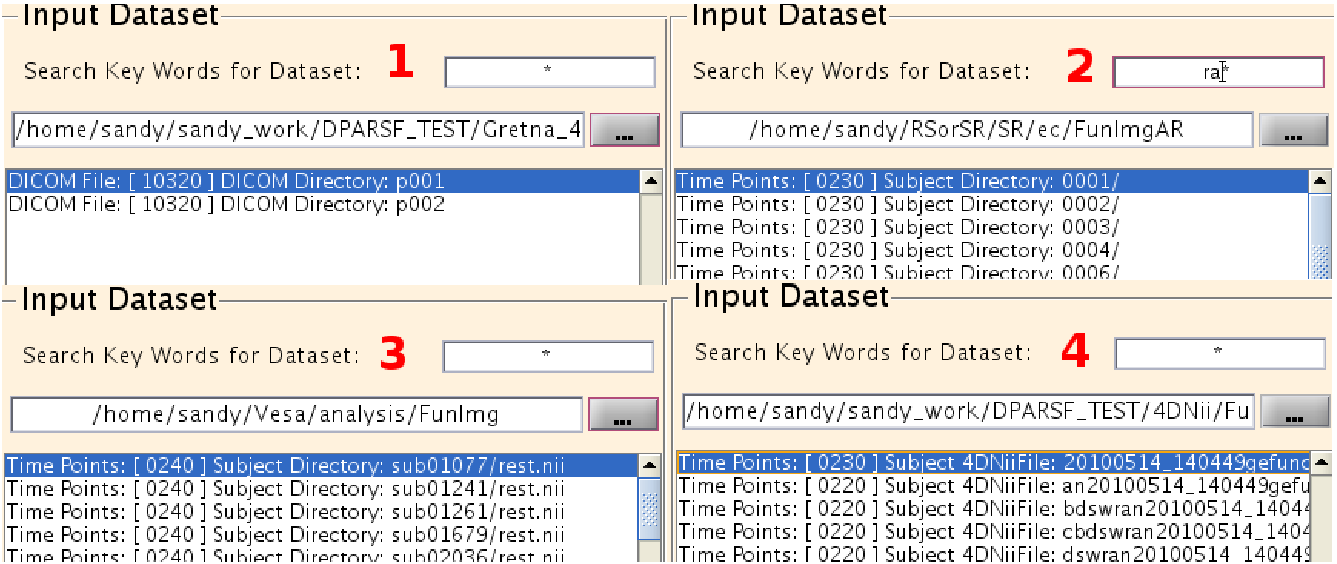 Input Dataset
Search Key Words for Dataset: 1 *
/home/sandy/sandy_work/DPARSF_TEST/Gretna_4 ...
DICOM File: [ 10320 ] DICOM Directory: p001
DICOM File: [ 10320 ] DICOM Directory: p002
Input Dataset
Search Key Words for Dataset: 2 ra*
/home/sandy/RSorSR/SR/ec/FunImgAR ...
Time Points: [ 0230 ] Subject Directory: 0001/
Time Points: [ 0230 ] Subject Directory: 0002/
Time Points: [ 0230 ] Subject Directory: 0003/
Time Points: [ 0230 ] Subject Directory: 0004/
Time Points: [ 0230 ] Subject Directory: 0006/
Input Dataset
Search Key Words for Dataset: 3 *
/home/sandy/Vesa/analysis/FunImg ...
Time Points: [ 0240 ] Subject Directory: sub01077/rest.nii
Time Points: [ 0240 ] Subject Directory: sub01241/rest.nii
Time Points: [ 0240 ] Subject Directory: sub01261/rest.nii
Time Points: [ 0240 ] Subject Directory: sub01679/rest.nii
Time Points: [ 0240 ] Subject Directory: sub02036/rest.nii
Input Dataset
Search Key Words for Dataset: 4 *
/home/sandy/sandy_work/DPARSF_TEST/4DNii/Fu ...
Time Points: [ 0230 ] Subject 4DNiiFile: 20100514_140449gefunc
Time Points: [ 0220 ] Subject 4DNiiFile: an20100514_140449gefu
Time Points: [ 0220 ] Subject 4DNiiFile: bdswran20100514_14044
Time Points: [ 0220 ] Subject 4DNiiFile: cbdswran20100514_1404
Time Points: [ 0220 ] Subject 4DNiiFile: dswran20100514_140449